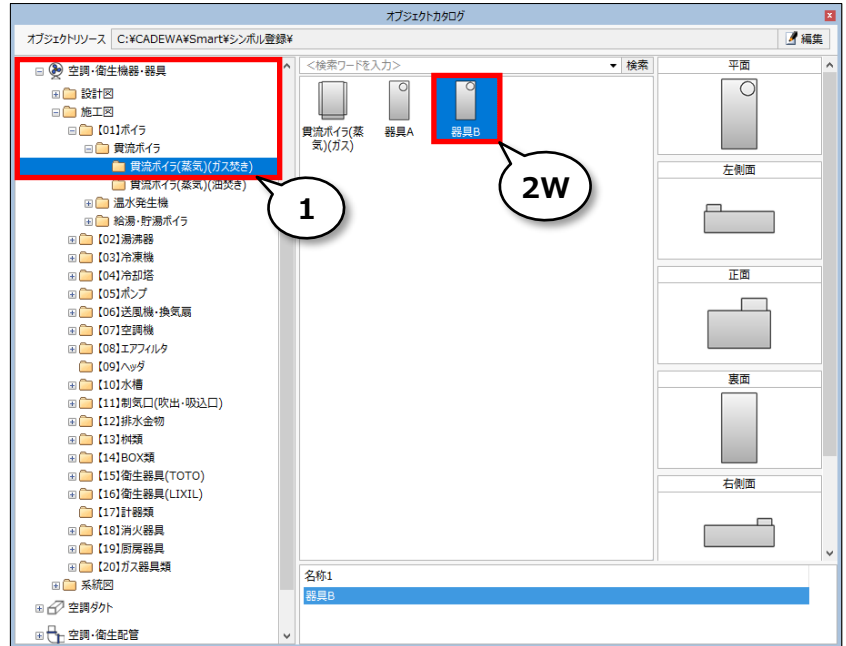 オブジェクトカタログ
オブジェクトリソース C:¥CADEWA¥Smart¥シンボル登録¥ 編集
空調・衛生機器・器具
設計図
施工図
【01】ボイラ
貫流ボイラ
貫流ボイラ(蒸気)(ガス焚き)
貫流ボイラ(蒸気)(油焚き)
温水発生機
給湯・貯湯ボイラ
【02】湯沸器
【03】冷凍機
【04】冷却塔
【05】ポンプ
【06】送風機・換気扇
【07】空調機
【08】エアフィルタ
【09】ヘッダ
【10】水槽
【11】制気口(吹出・吸込口)
【12】排水金物
【13】桝類
【14】BOX類
【15】衛生器具(TOTO)
【16】衛生器具(LIXIL)
【17】計器類
【18】消火器具
【19】厨房器具
【20】ガス器具類
系統図
空調ダクト
空調・衛生配管
1
<検索ワードを入力> 検索
貫流ボイラ(蒸
気)(ガス)
器具A
器具B
2W
平面
左側面
正面
裏面
右側面
名称1
器具B